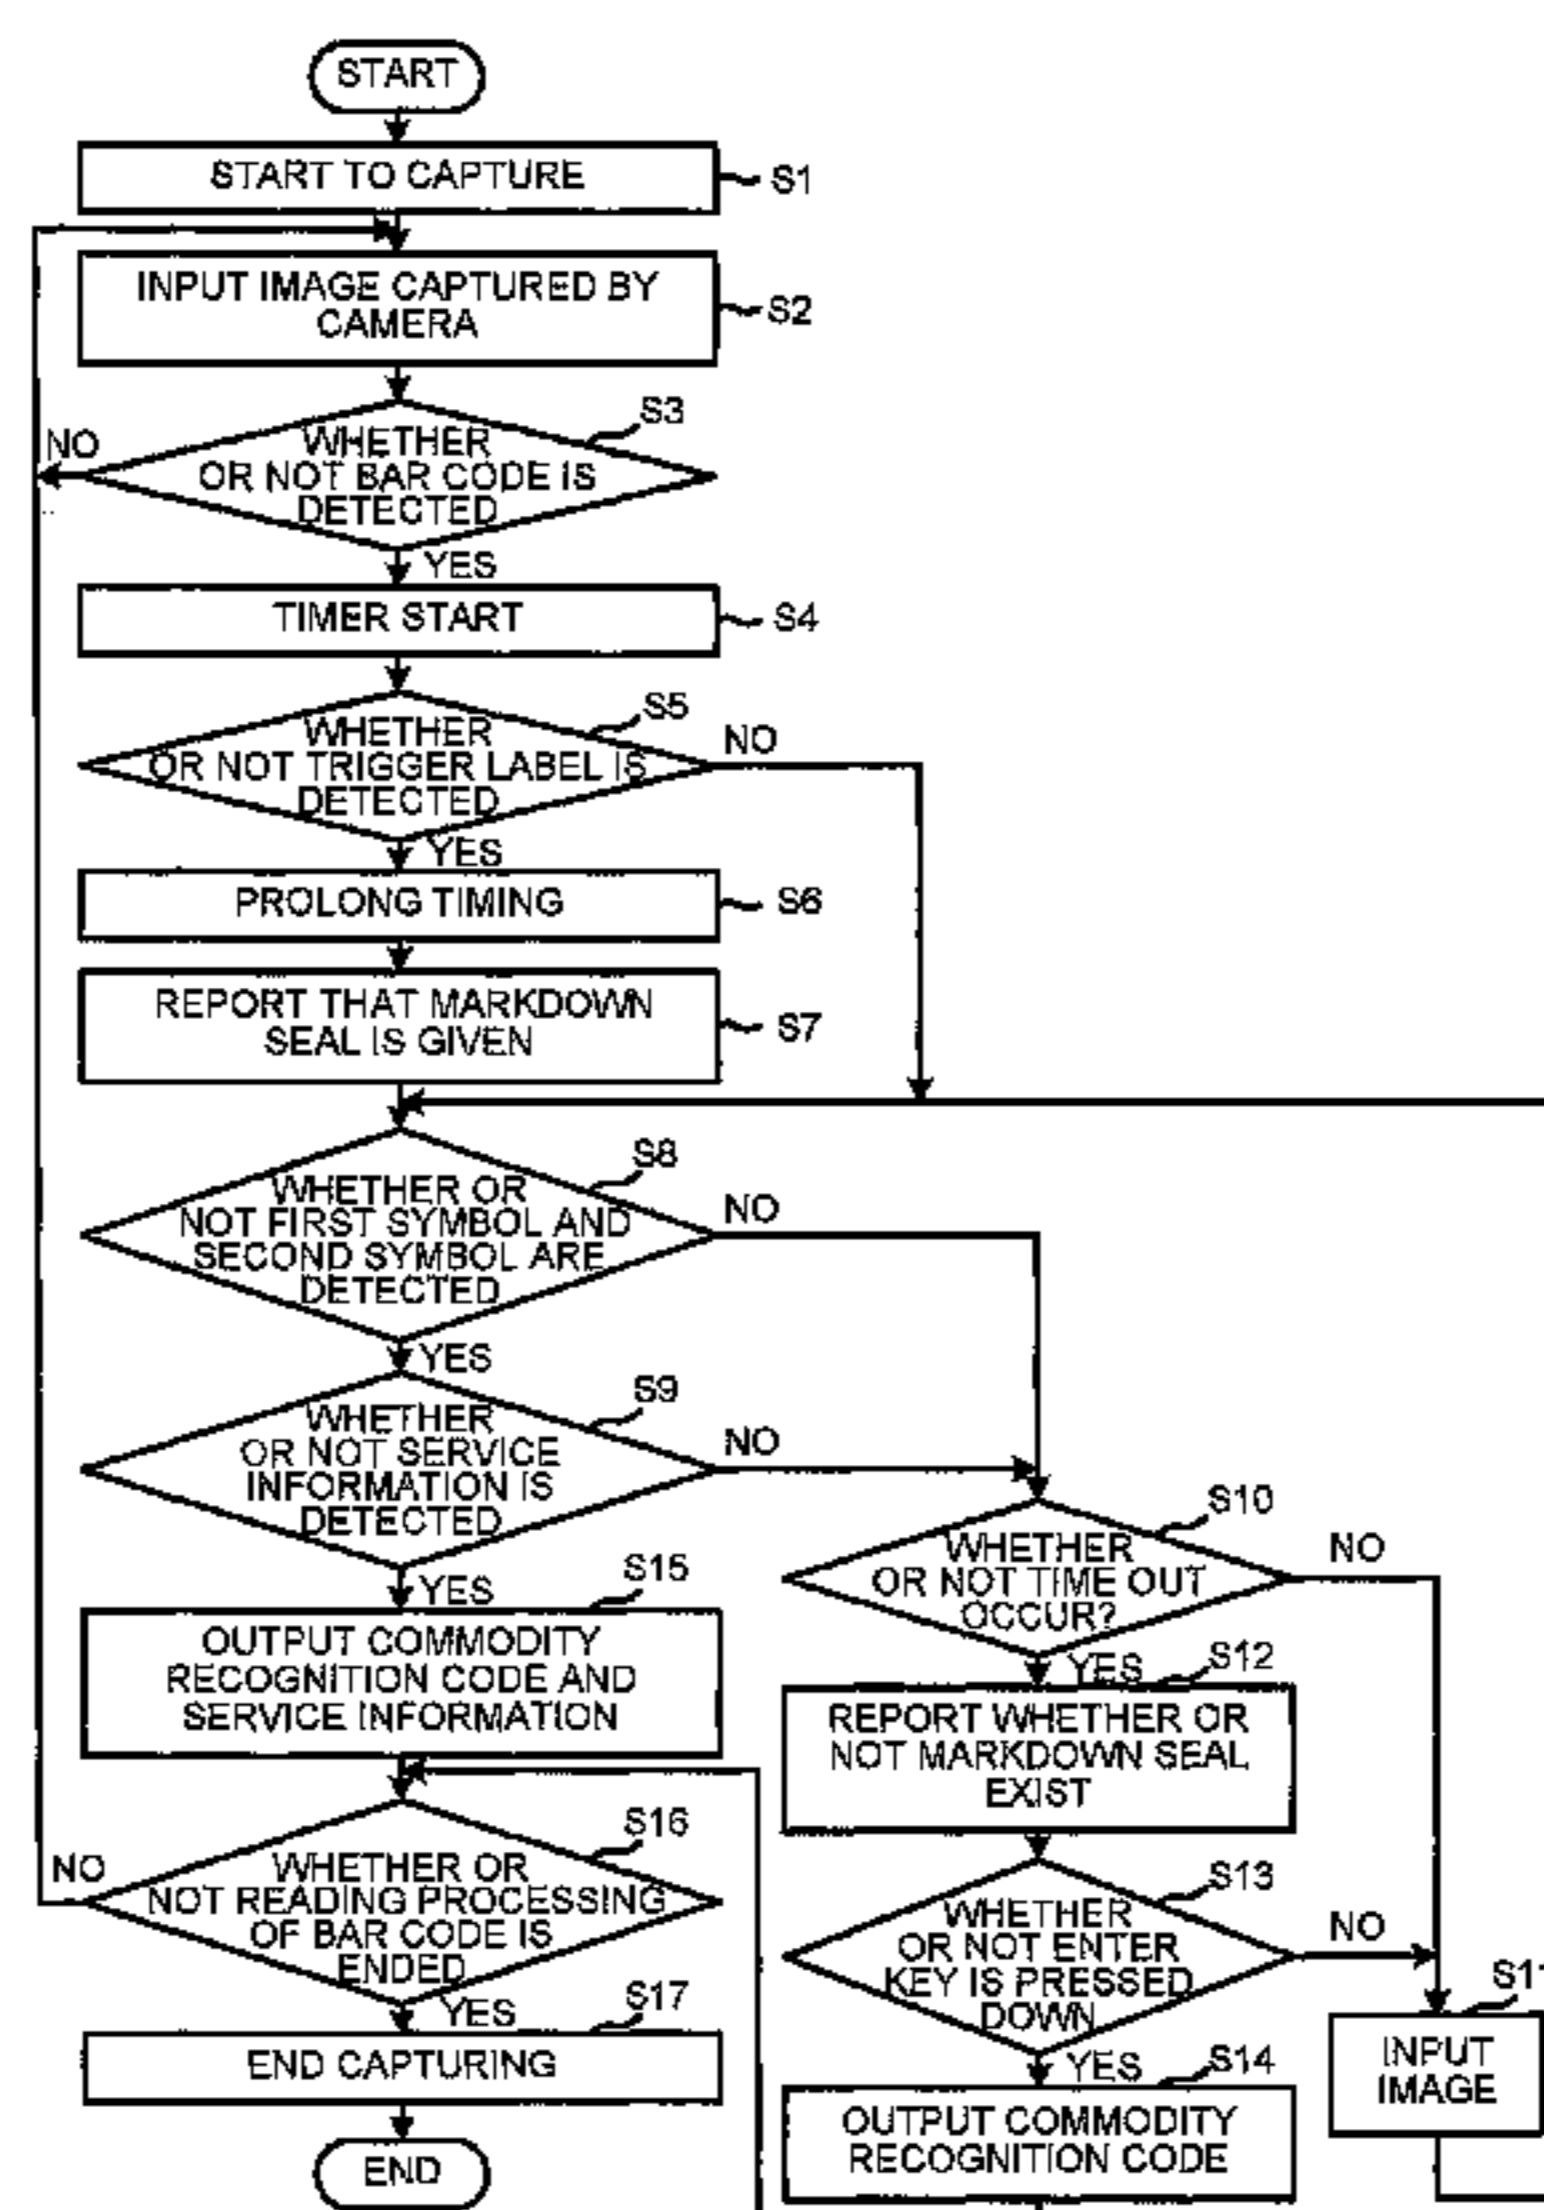 START
START TO CAPTURE
S1
INPUT IMAGE CAPTURED BY
CAMERA
S2
S3
WHETHER
OR NOT BAR CODE IS
DETECTED
NO
YES
TIMER START
S4
S5
WHETHER
OR NOT TRIGGER LABEL IS
DETECTED
NO
YES
PROLONG TIMING
S6
REPORT THAT MARKDOWN
SEAL IS GIVEN
S7
S8
WHETHER OR
NOT FIRST SYMBOL AND
SECOND SYMBOL ARE
DETECTED
NO
YES
S9
WHETHER
OR NOT SERVICE
INFORMATION IS
DETECTED
NO
YES
S10
WHETHER
OR NOT TIME OUT
OCCUR?
NO
YES
S15
OUTPUT COMMODITY
RECOGNITION CODE AND
SERVICE INFORMATION
S12
REPORT WHETHER OR
NOT MARKDOWN SEAL
EXIST
S16
WHETHER OR
NOT READING PROCESSING
OF BAR CODE IS
ENDED
NO
YES
S13
WHETHER
OR NOT ENTER
KEY IS PRESSED
DOWN
NO
YES
S11
INPUT
IMAGE
S17
END CAPTURING
S14
OUTPUT COMMODITY
RECOGNITION CODE
END